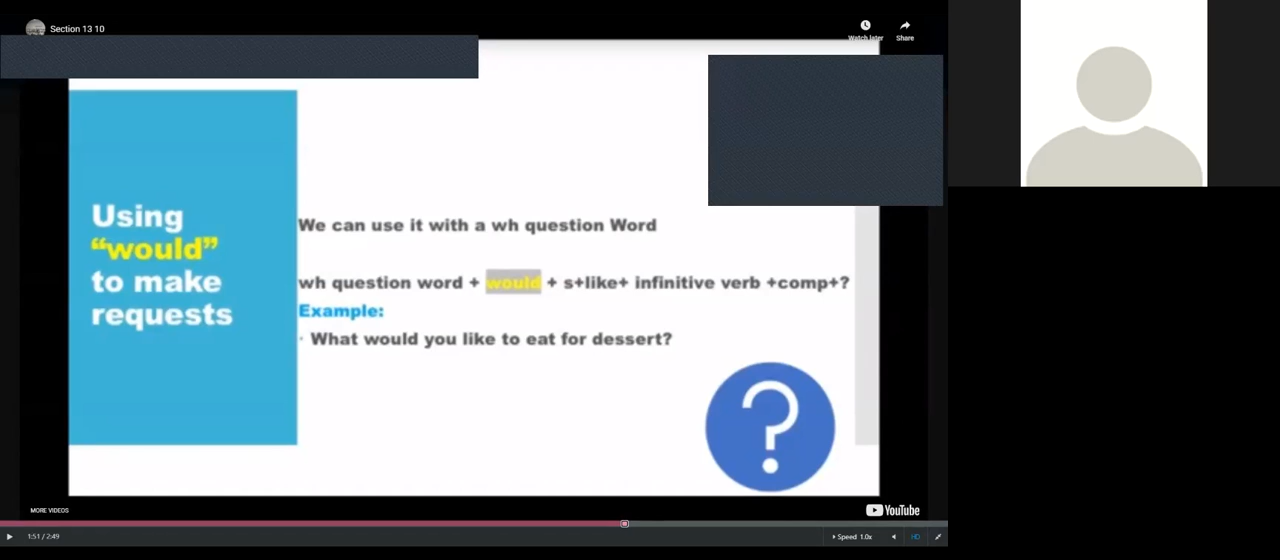 Section 13 10
Watch later
Share
Using
“would”
to make
requests
We can use it with a wh question Word
wh question word + would + s+like+ infinitive verb +comp+?
Example:
· What would you like to eat for dessert?
?
MORE VIDEOS
YouTube
1:51 / 2:49
Speed 1.0x
HD